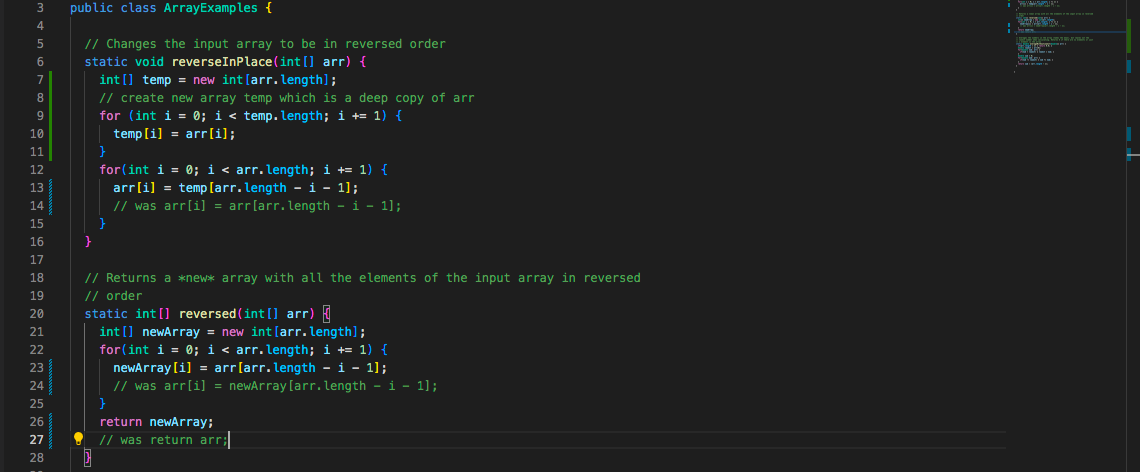 3 public class ArrayExamples {
4
5 // Changes the input array to be in reversed order
6 static void reverseInPlace(int[] arr) {
7 int[] temp = new int[arr.length];
8 // create new array temp which is a deep copy of arr
9 for (int i = 0; i < temp.length; i += 1) {
10 temp[i] = arr[i];
11 }
12 for(int i = 0; i < arr.length; i += 1) {
13 arr[i] = temp[arr.length - i - 1];
14 // was arr[i] = arr[arr.length - i - 1];
15 }
16 }
17
18 // Returns a *new* array with all the elements of the input array in reversed
19 // order
20 static int[] reversed(int[] arr) {
21 int[] newArray = new int[arr.length];
22 for(int i = 0; i < arr.length; i += 1) {
23 newArray[i] = arr[arr.length - i - 1];
24 // was arr[i] = newArray[arr.length - i - 1];
25 }
26 return newArray;
27 // was return arr;
28 }